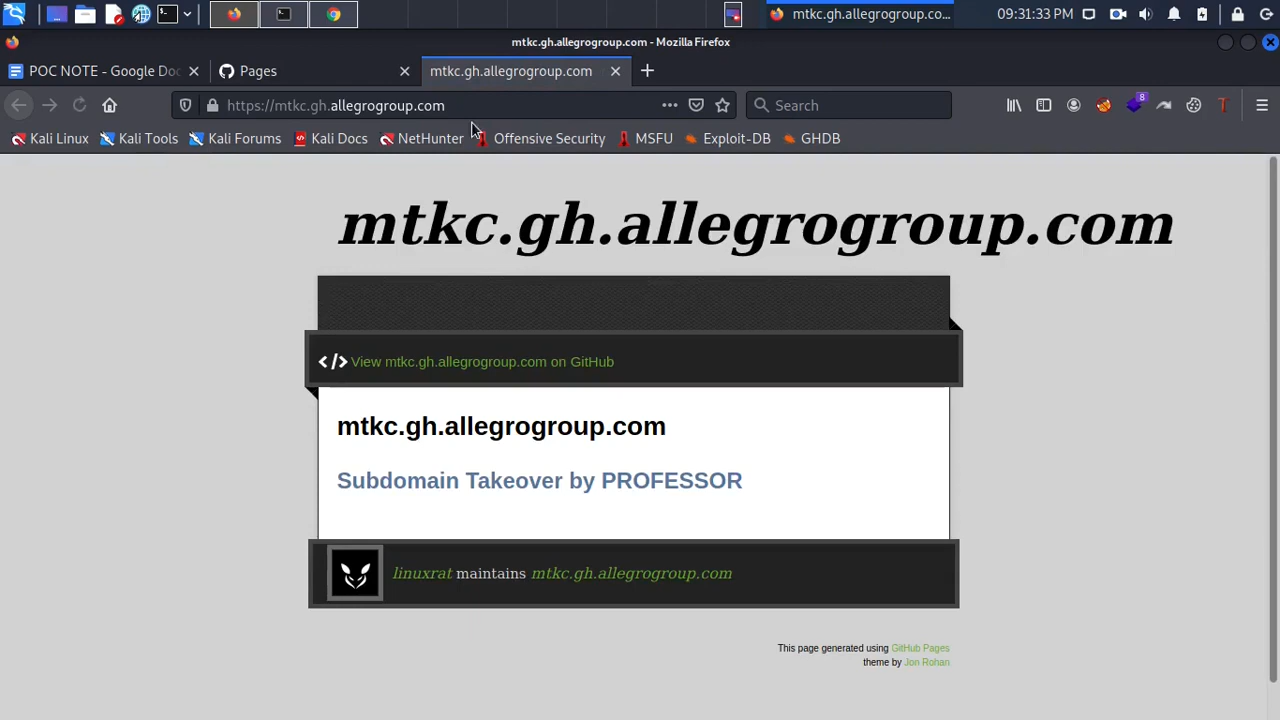 mtkc.gh.allegrogroup.co...
09:31:33 PM
mtkc.gh.allegrogroup.com - Mozilla Firefox
POC NOTE - Google Doc
Pages
mtkc.gh.allegrogroup.com
https://mtkc.gh.allegrogroup.com
Search
8
Kali Linux
Kali Tools
Kali Forums
Kali Docs
NetHunter
Offensive Security
MSFU
Exploit-DB
GHDB
mtkc.gh.allegrogroup.com
</> View mtkc.gh.allegrogroup.com on GitHub
mtkc.gh.allegrogroup.com
Subdomain Takeover by PROFESSOR
linuxrat maintains mtkc.gh.allegrogroup.com
This page generated using GitHub Pages
theme by Jon Rohan